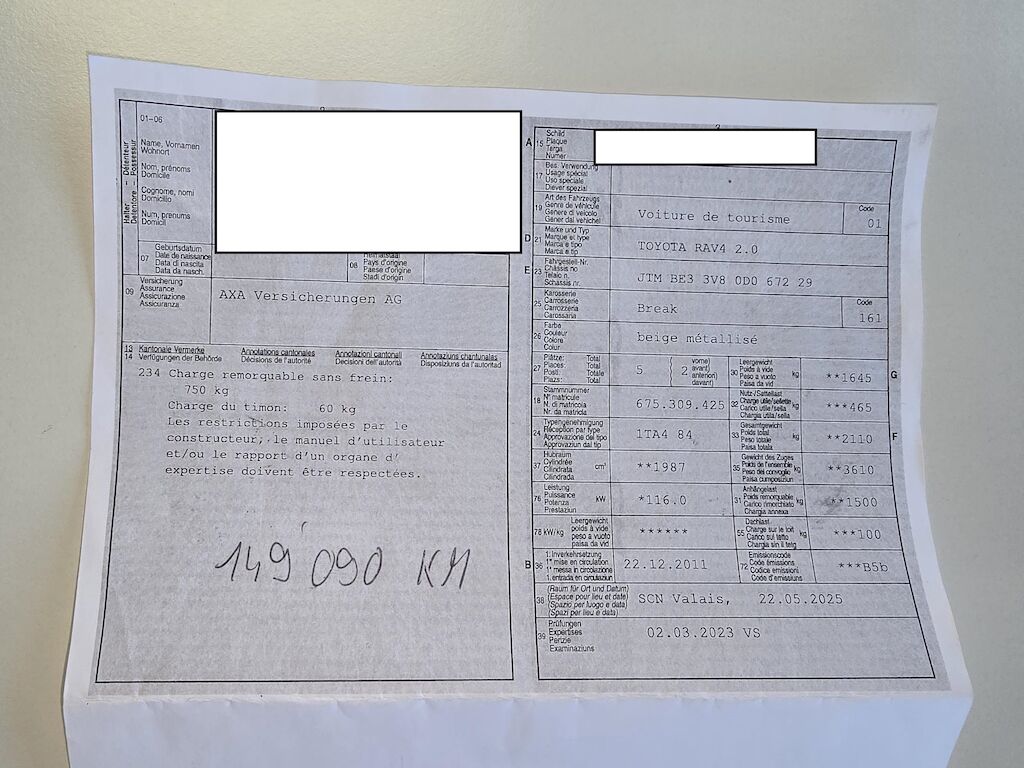 01-06
Halter – Détenteur
Detentore – Possessur
Name, Vornamen
Wohnort
Nom, prénoms
Domicile
Cognome, nomi
Domicilio
Num, prenums
Domicil
07 Geburtsdatum
Date de naissance
Data di nascita
Data da nasch.
08 Heimatstaat
Pays d'origine
Paese d'origine
Stadi d'origin
09 Versicherung
Assurance
Assicurazione
Assicuranza
AXA Versicherungen AG
13 Kantonale Vermerke Annotations cantonales Annotazioni cantonali Annotaziuns chantunalas
14 Verfügungen der Behörde Décisions de l'autorité Decisioni dell'autorità Disposiziuns da l'autoritad
234 Charge remorquable sans frein:
750 kg
Charge du timon: 60 kg
Les restrictions imposées par le
constructeur, le manuel d'utilisateur
et/ou le rapport d'un organe d'
expertise doivent être respectées.
149'090 KM
A 15 Schild
Plaque
Targa
Numer
17 Bes. Verwendung
Usage spécial
Uso speciale
Diever spezial
19 Art des Fahrzeugs
Genre de véhicule
Genere di veicolo
Gener dal vehichel
Voiture de tourisme
Code
01
D 21 Marke und Typ
Marque et type
Marca e tipo
Marca e tip
TOYOTA RAV4 2.0
E 23 Fahrgestell-Nr.
Châssis no
Telaio n.
Schassis nr.
JTM BE3 3V8 0D0 672 29
25 Karosserie
Carrosserie
Carrozzeria
Carossaria
Break
Code
161
26 Farbe
Couleur
Colore
Colur
beige métallisé
27 Plätze: Total
Places: Total
Posti: Totale
Plazs: Total
5 ( 2 vorne)
avant)
anteriori)
davant)
30 Leergewicht
Poids à vide
Peso a vuoto
Paisa da vid
kg
**1645
G
18 Stammnummer
N° matricule
N. di matricola
Nr. da matricla
675.309.425
32 Nutz-/Sattellast
Charge utile/sellette
Carico utile/sella
Chargia utila/sella
kg
***465
24 Typengenehmigung
Réception par type
Approvazione del tipo
Approvaziun dal tip
1TA4 84
33 Gesamtgewicht
Poids total
Peso totale
Paisa totala
kg
**2110
F
37 Hubraum
Cylindrée
Cilindrata
Cilindrada
cm³
**1987
35 Gewicht des Zuges
Poids de l'ensemble
Peso del convoglio
Paisa cumposiziun
kg
**3610
76 Leistung
Puissance
Potenza
Prestaziun
kW
*116.0
31 Anhängelast
Poids remorquable
Carico rimorchiato
Chargia annexa
kg
**1500
78 kW/kg Leergewicht
poids à vide
peso a vuoto
paisa da vid
******
55 Dachlast
Charge sur le toit
Carico sul tetto
Chargia sin il tetg
kg
***100
B 36 1. Inverkehrsetzung
1re mise en circulation
1a messa in circolazione
1. entrada en circulaziun
22.12.2011
72 Emissionscode
Code émissions
Codice emissioni
Code d'emissiuns
***B5b
38 (Raum für Ort und Datum)
(Espace pour lieu et date)
(Spazio per luogo e data)
(Spazi per lieu e data)
SCN Valais, 22.05.2025
39 Prüfungen
Expertises
Perizie
Examinaziuns
02.03.2023 VS